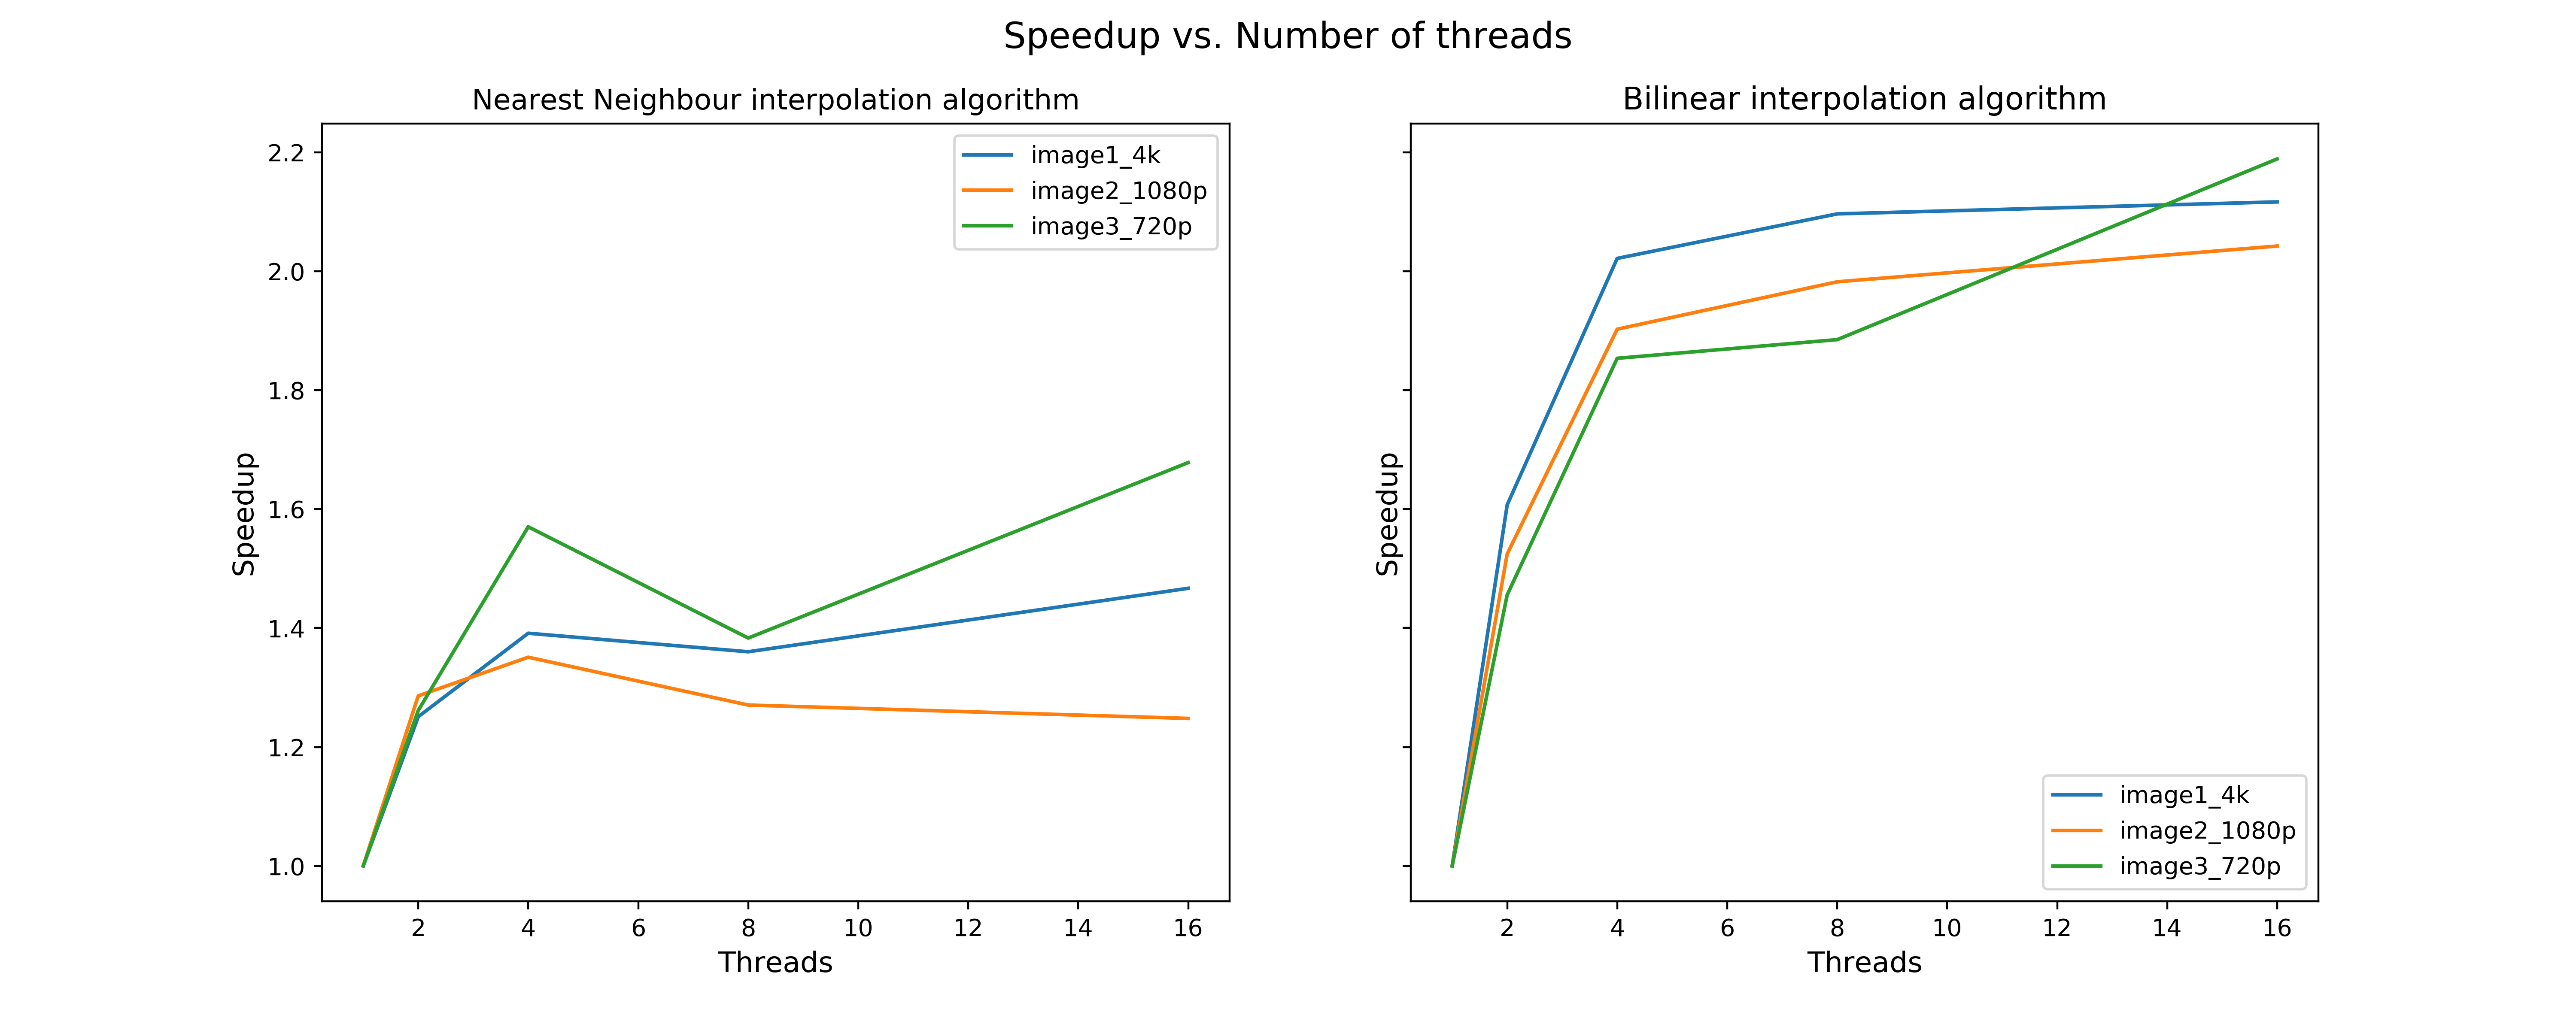 Speedup vs. Number of threads
Nearest Neighbour interpolation algorithm
Speedup
2.2
2.0
1.8
1.6
1.4
1.2
1.0
image1_4k
image2_1080p
image3_720p
2 4 6 8 10 12 14 16
Threads
Bilinear interpolation algorithm
Speedup
image1_4k
image2_1080p
image3_720p
2 4 6 8 10 12 14 16
Threads